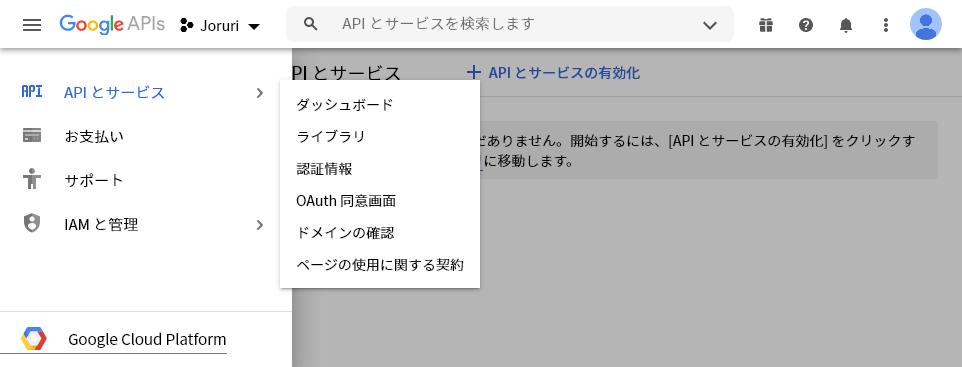 Google APIs
Joruri
API とサービスを検索します
API とサービス
お支払い
サポート
IAM と管理
Google Cloud Platform
PI とサービス
API とサービスの有効化
ダッシュボード
ライブラリ
認証情報
OAuth 同意画面
ドメインの確認
ページの使用に関する契約
だありません。開始するには、[API とサービスの有効化] をクリックす
に移動します。